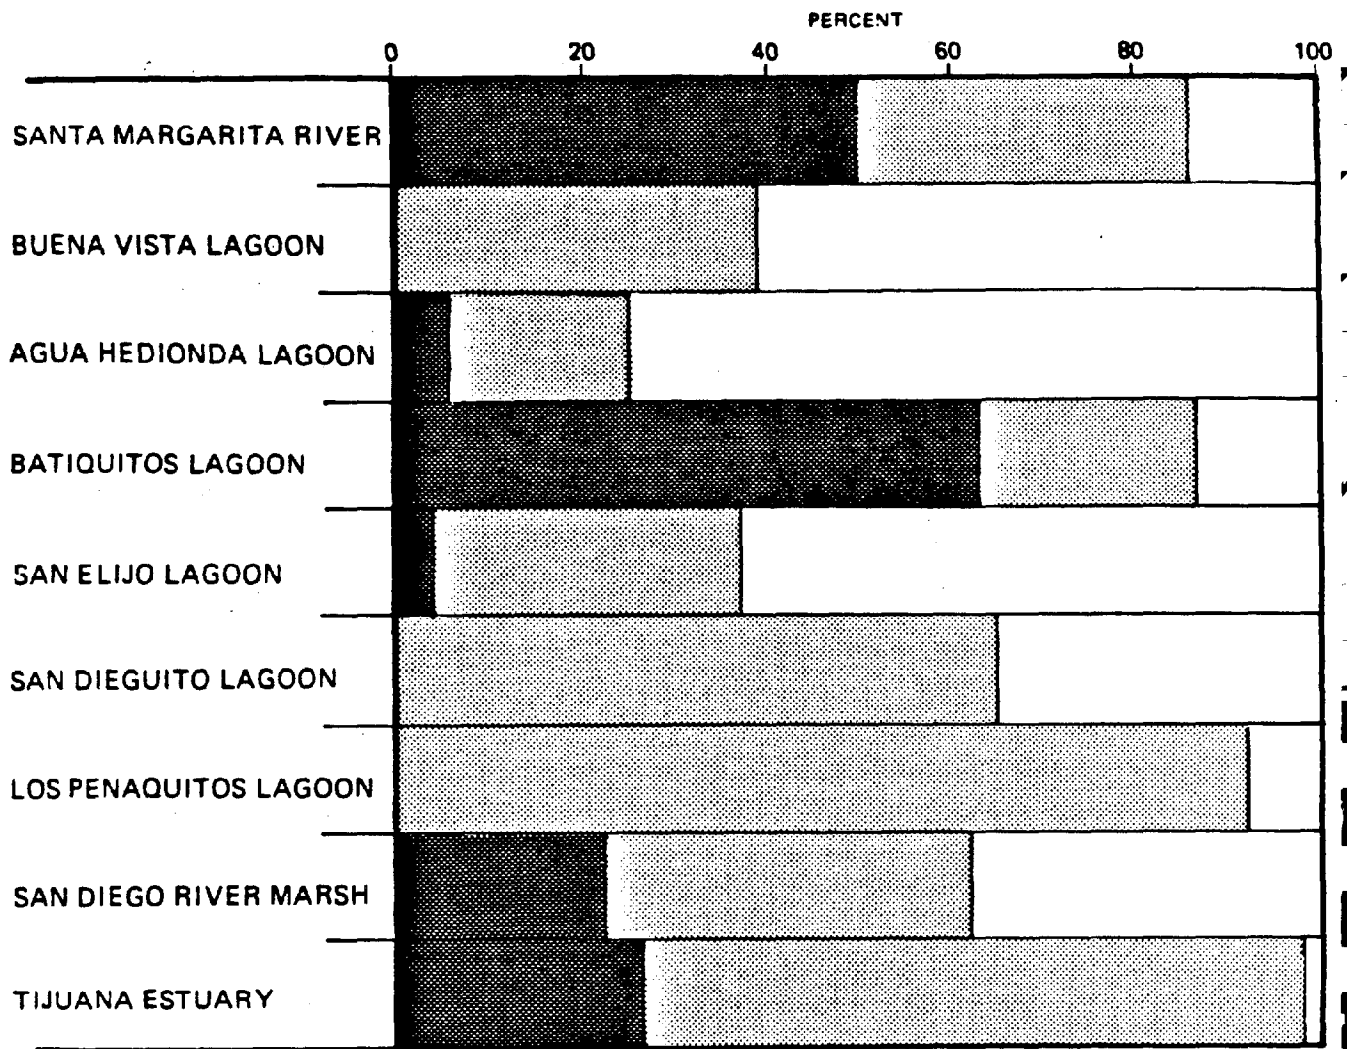 PERCENT
0 20 40 60 80 100
SANTA MARGARITA RIVER
BUENA VISTA LAGOON
AGUA HEDIONDA LAGOON
BATIQUITOS LAGOON
SAN ELIJO LAGOON
SAN DIEGUITO LAGOON
LOS PENAQUITOS LAGOON
SAN DIEGO RIVER MARSH
TIJUANA ESTUARY